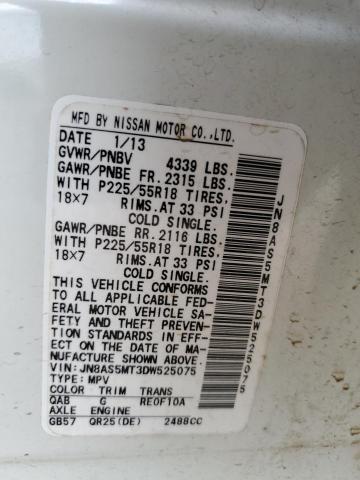 MFD BY NISSAN MOTOR CO.,LTD.
DATE 1/13
GVWR/PNBV 4339 LBS.
GAWR/PNBE FR. 2315 LBS.
WITH P225/55R18 TIRES,
18x7 RIMS.AT 33 PSI
COLD SINGLE.
GAWR/PNBE RR. 2116 LBS.
WITH P225/55R18 TIRES,
18x7 RIMS.AT 33 PSI
COLD SINGLE.
THIS VEHICLE CONFORMS
TO ALL APPLICABLE FED-
ERAL MOTOR VEHICLE SA-
FETY AND THEFT PREVENTION
STANDARDS IN EFF-
ECT ON THE DATE OF MA-
NUFACTURE SHOWN ABOVE.
VIN:JN8AS5MT3DW525075
TYPE:MPV
COLOR TRIM TRANS
QAB G RE0F10A
AXLE ENGINE
GB57 QR25(DE) 2488CC
JN8AS5MT3DW525075